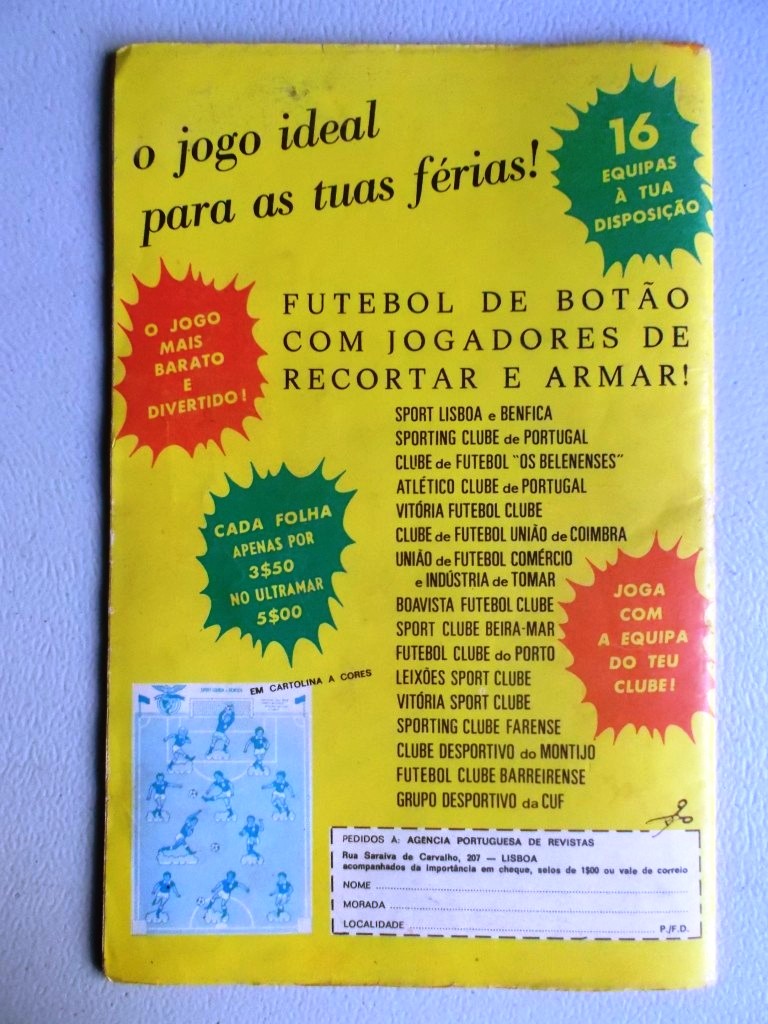 o jogo ideal
para as tuas férias!
16
EQUIPAS
À TUA
DISPOSIÇÃO
O JOGO
MAIS
BARATO
E
DIVERTIDO!
FUTEBOL DE BOTÃO
COM JOGADORES DE
RECORTAR E ARMAR!
SPORT LISBOA e BENFICA
SPORTING CLUBE de PORTUGAL
CLUBE de FUTEBOL "OS BELENENSES"
ATLÉTICO CLUBE de PORTUGAL
VITÓRIA FUTEBOL CLUBE
CLUBE de FUTEBOL UNIÃO de COIMBRA
UNIÃO de FUTEBOL COMÉRCIO
e INDÚSTRIA de TOMAR
BOAVISTA FUTEBOL CLUBE
SPORT CLUBE BEIRA-MAR
FUTEBOL CLUBE do PORTO
LEIXÕES SPORT CLUBE
VITÓRIA SPORT CLUBE
SPORTING CLUBE FARENSE
CLUBE DESPORTIVO do MONTIJO
FUTEBOL CLUBE BARREIRENSE
GRUPO DESPORTIVO da CUF
CADA FOLHA
APENAS POR
3$50
NO ULTRAMAR
5$00
JOGA
COM
A EQUIPA
DO TEU
CLUBE!
EM CARTOLINA A CORES
PEDIDOS À: AGENCIA PORTUGUESA DE REVISTAS
Rua Saraiva de Carvalho, 207 — LISBOA
acompanhados da importância em cheque, selos de 1$00 ou vale de correio
NOME
MORADA
LOCALIDADE
P./F.D.